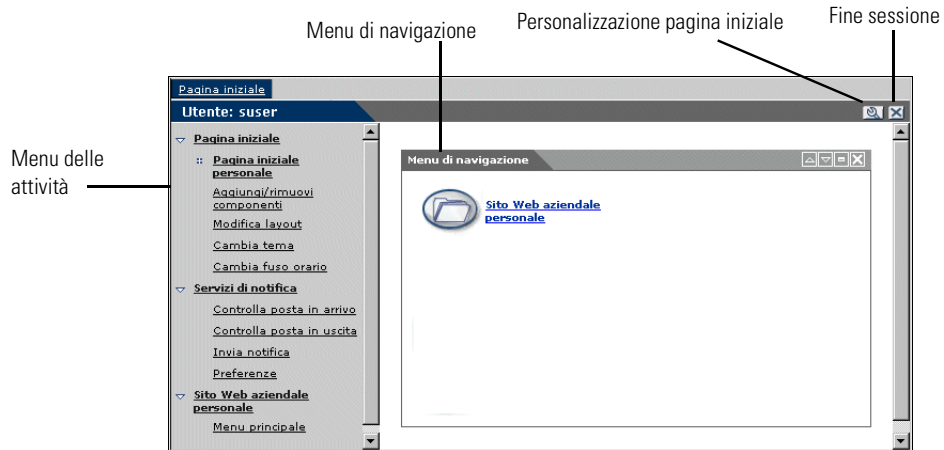 Menu di navigazione
Personalizzazione pagina iniziale
Fine sessione
Menu delle
attività
Pagina iniziale
Utente: suser
Pagina iniziale
Pagina iniziale
personale
Aggiungi/rimuovi
componenti
Modifica layout
Cambia tema
Cambia fuso orario
Servizi di notifica
Controlla posta in arrivo
Controlla posta in uscita
Invia notifica
Preferenze
Sito Web aziendale
personale
Menu principale
Menu di navigazione
Sito Web aziendale
personale